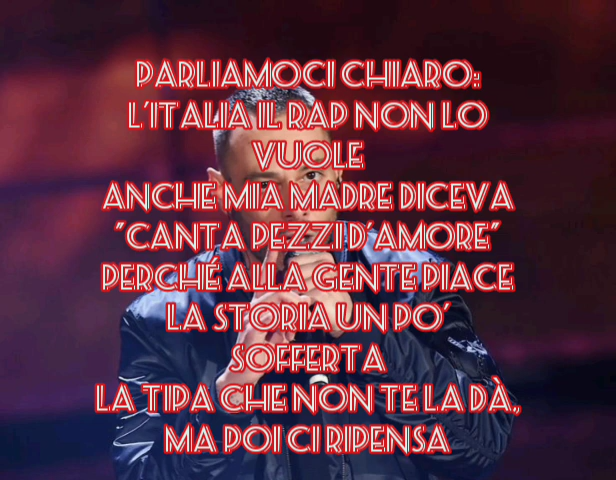 PARLIAMOCI CHIARO:
L'ITALIA IL RAP NON LO
VUOLE
ANCHE MIA MADRE DICEVA
"CANTA PEZZI D'AMORE"
PERCHÉ ALLA GENTE PIACE
LA STORIA UN PO'
SOFFERTA
LA TIPA CHE NON TE LA DÀ,
MA POI CI RIPENSA